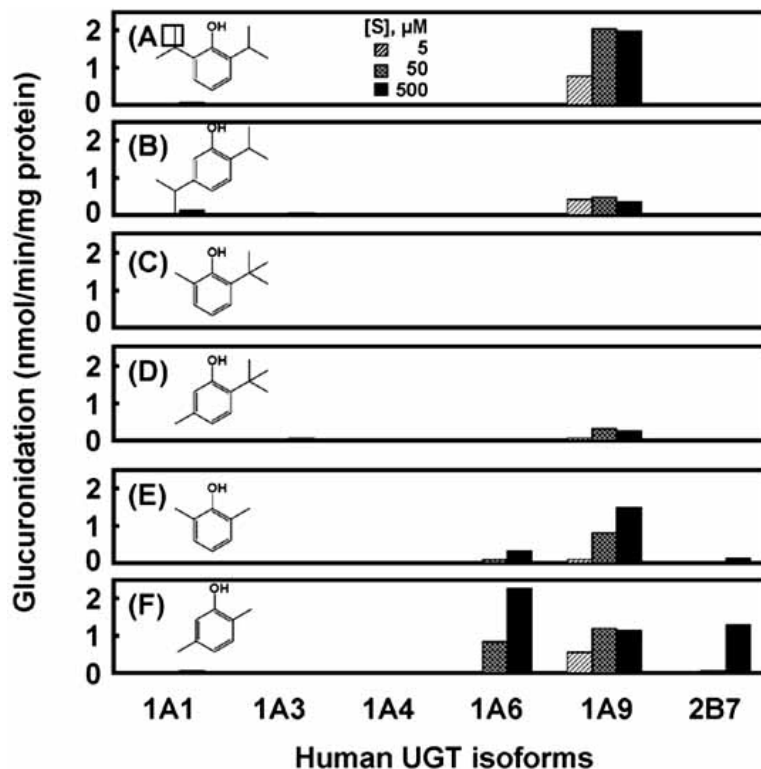 Glucuronidation (nmol/min/mg protein)
[S], µM
5
50
500
(A
OH
2
1
0
(B)
OH
2
1
0
(C)
OH
2
1
0
(D)
OH
2
1
0
(E)
OH
2
1
0
(F)
OH
2
1
0
1A1 1A3 1A4 1A6 1A9 2B7
Human UGT isoforms